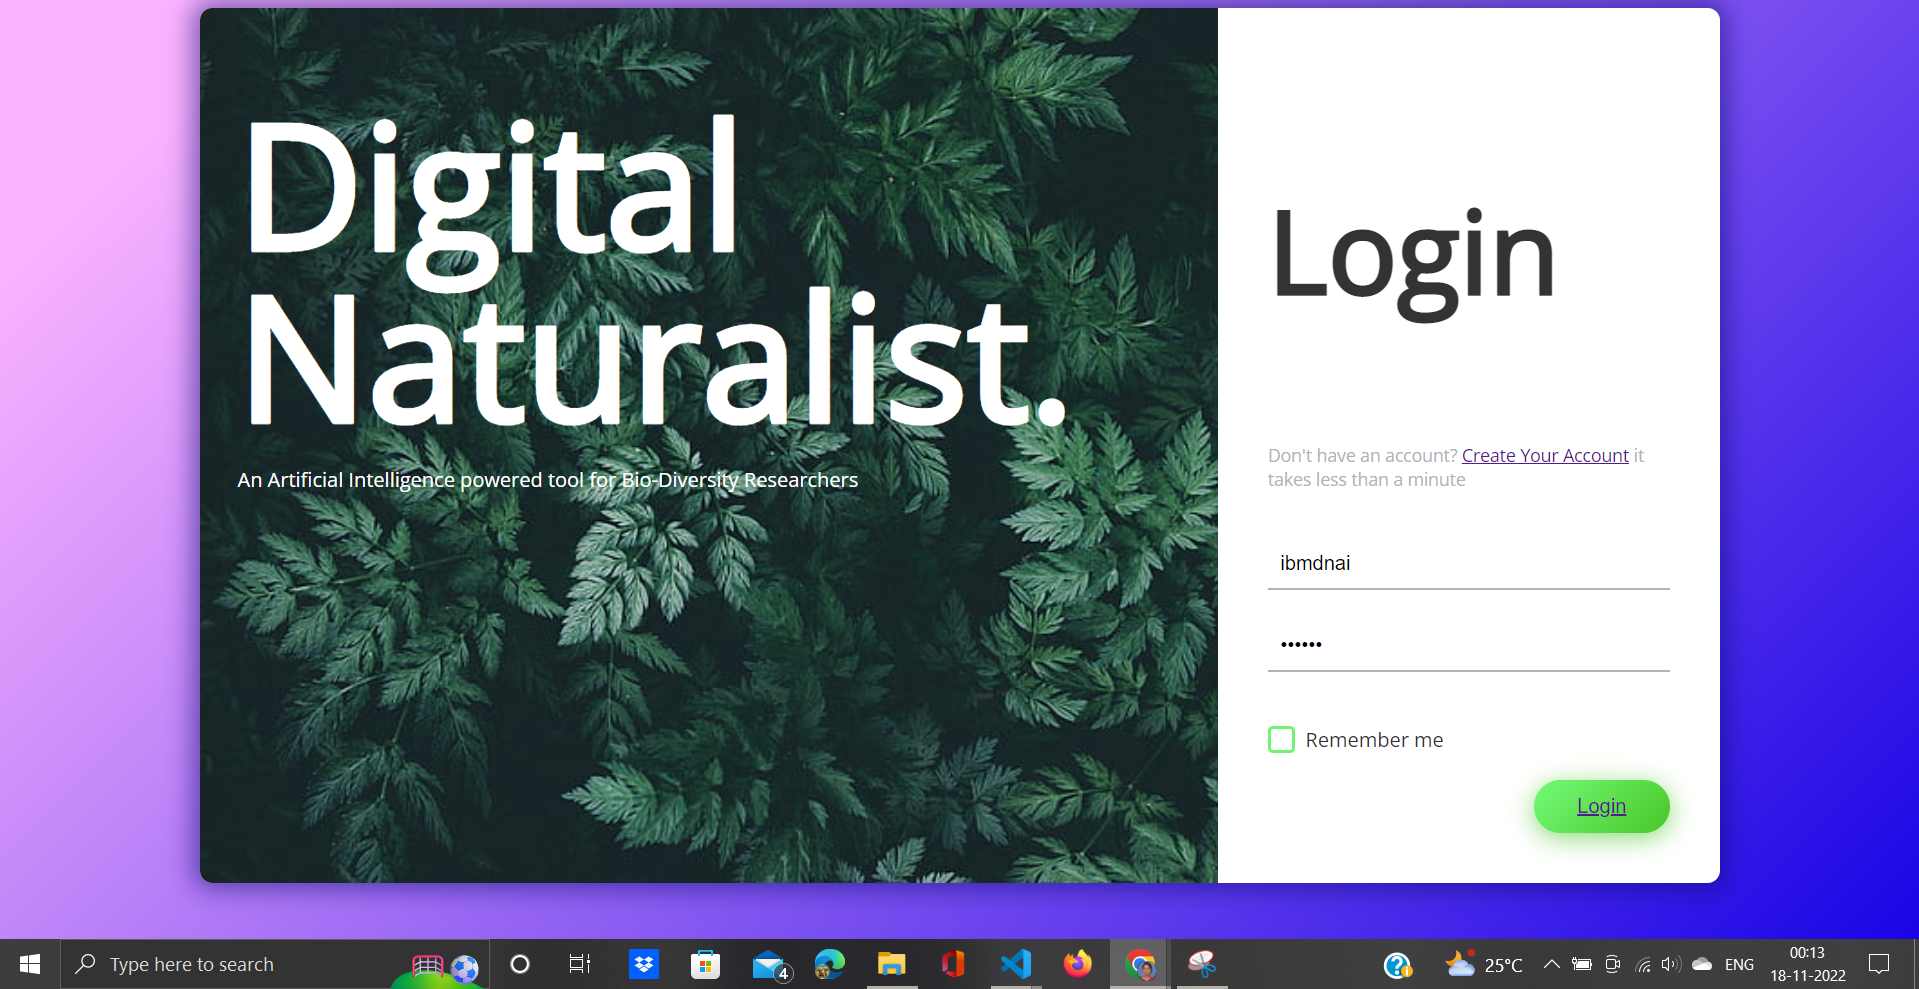 Digital
Naturalist.
An Artificial Intelligence powered tool for Bio-Diversity Researchers
Login
Don't have an account? Create Your Account it
takes less than a minute
ibmdnai
••••••
Remember me
Login
Type here to search
4
25°C
ENG
00:13
18-11-2022